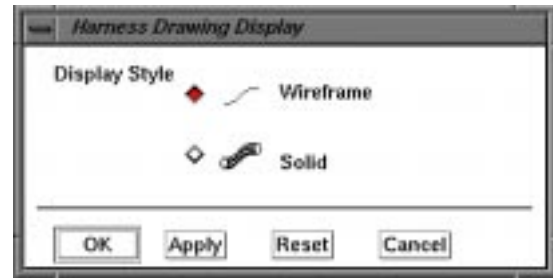 Harness Drawing Display
Display Style
Wireframe
Solid
OK Apply Reset Cancel